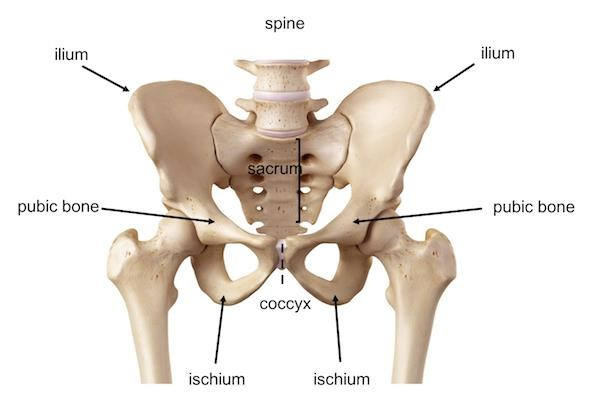 spine
ilium
ilium
sacrum
pubic bone
pubic bone
coccyx
ischium
ischium